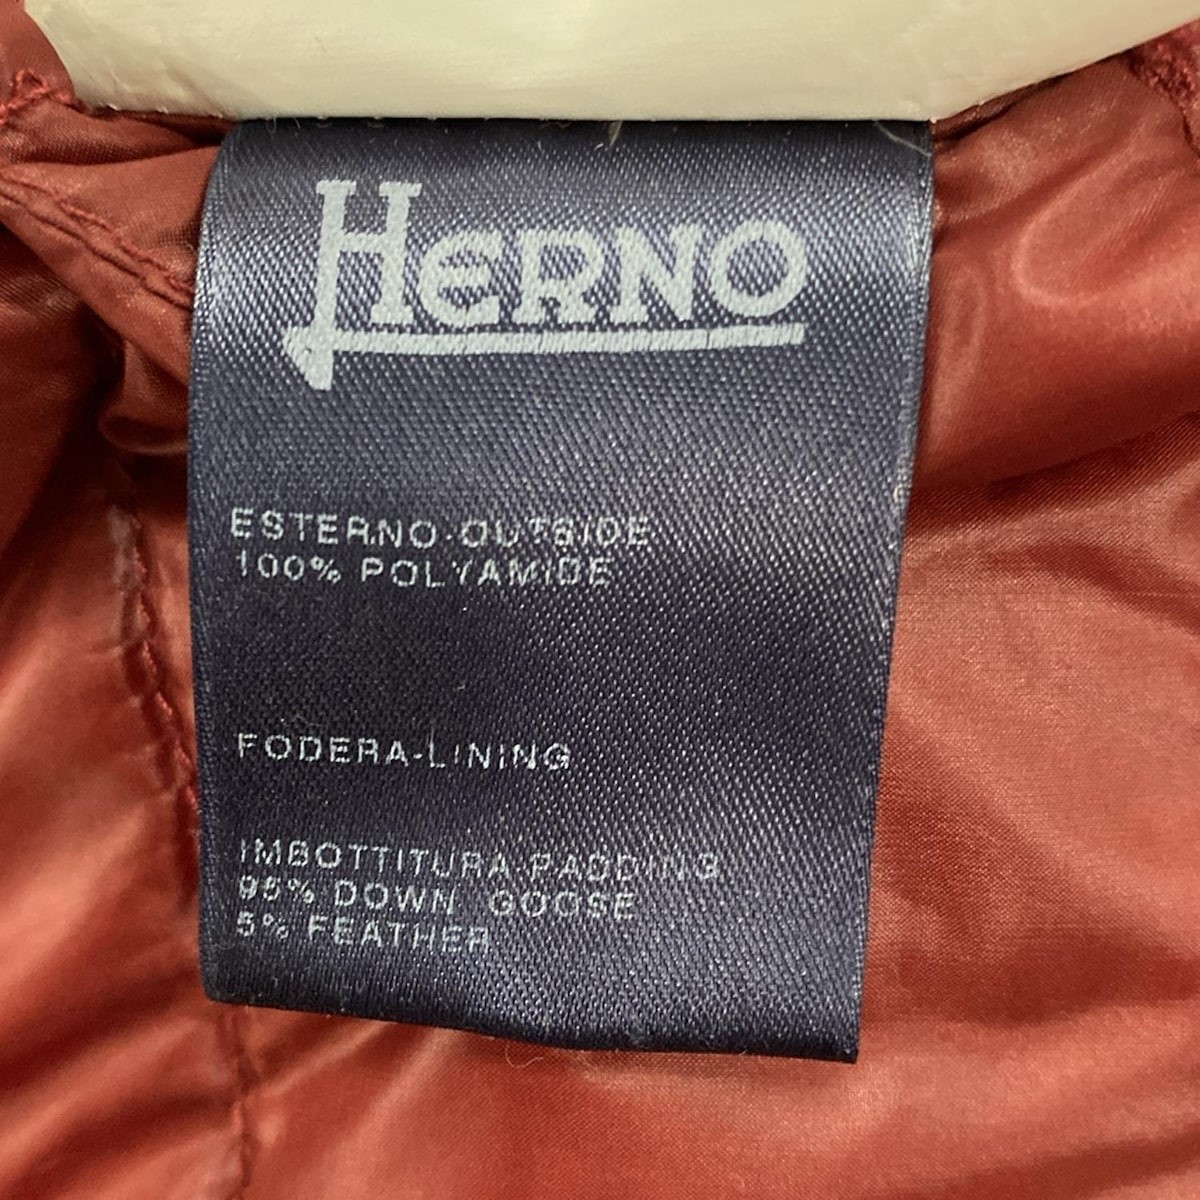 HERNO
ESTERNO-OUTSIDE
100% POLYAMIDE
FODERA-LINING
IMBOTTITURA-PADDING
95% DOWN GOOSE
5% FEATHER